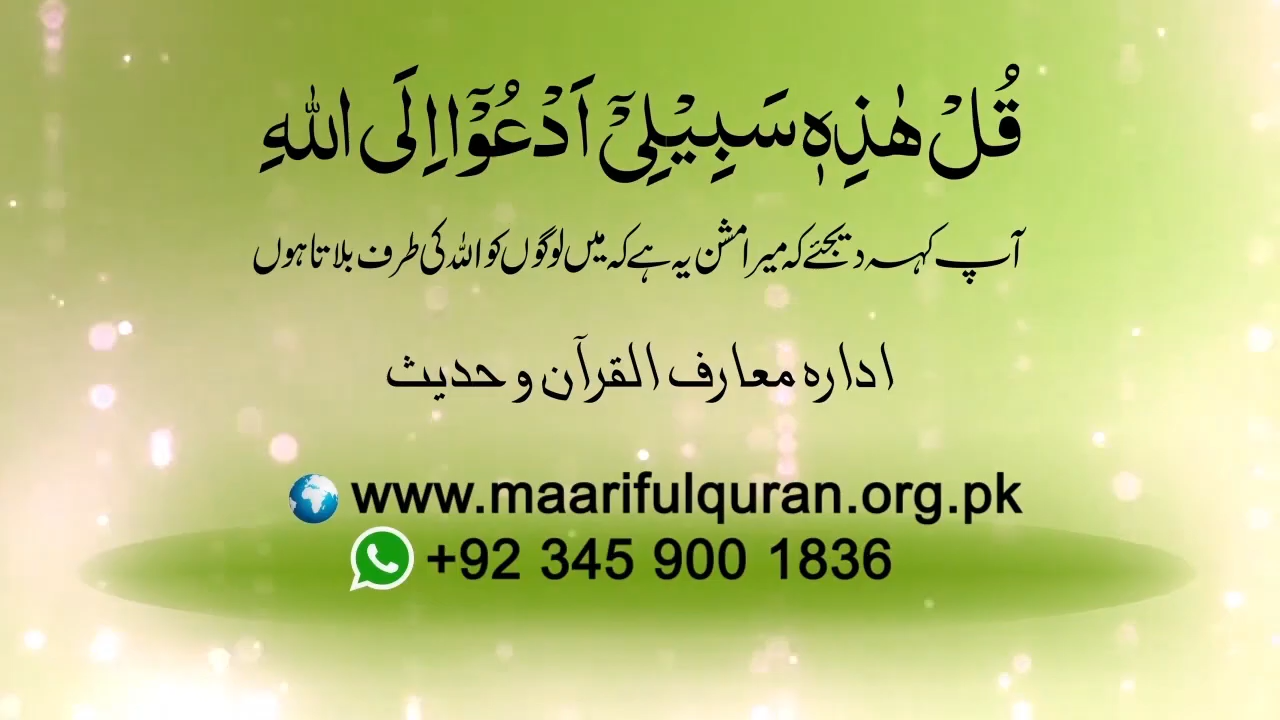 قُلْ هٰذِهٖ سَبِیْلِیْۤ اَدْعُوْۤا اِلَی اللهِ
آپ کہہ دیجئے کہ میرا مشن یہ ہے کہ میں لوگوں کو اللہ کی طرف بلاتا ہوں
ادارہ معارف القرآن و حدیث
www.maarifulquran.org.pk
+92 345 900 1836